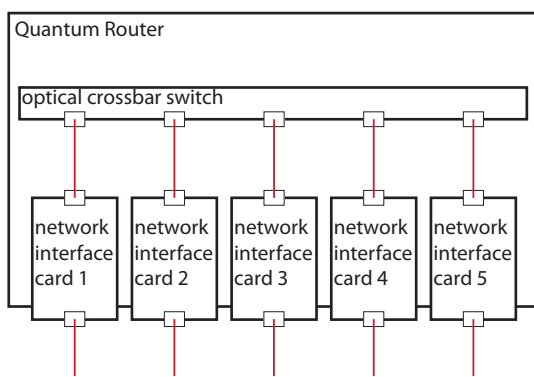 Quantum Router
optical crossbar switch
network
interface
card 1
network
interface
card 2
network
interface
card 3
network
interface
card 4
network
interface
card 5